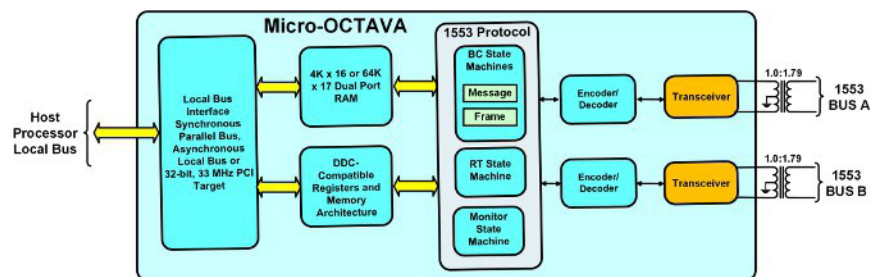 Micro-OCTAVA
Host
Processor
Local Bus
Local Bus
Interface
Synchronous
Parallel Bus,
Asynchronous
Local Bus or
32-bit, 33 MHz PCI
Target
4K x 16 or 64K
x 17 Dual Port
RAM
DDC-
Compatible
Registers and
Memory
Architecture
1553 Protocol
BC State
Machines
Message
Frame
RT State
Machine
Monitor
State
Machine
Encoder/
Decoder
Transceiver
1.0:1.79
1553
BUS A
Encoder/
Decoder
Transceiver
1.0:1.79
1553
BUS B